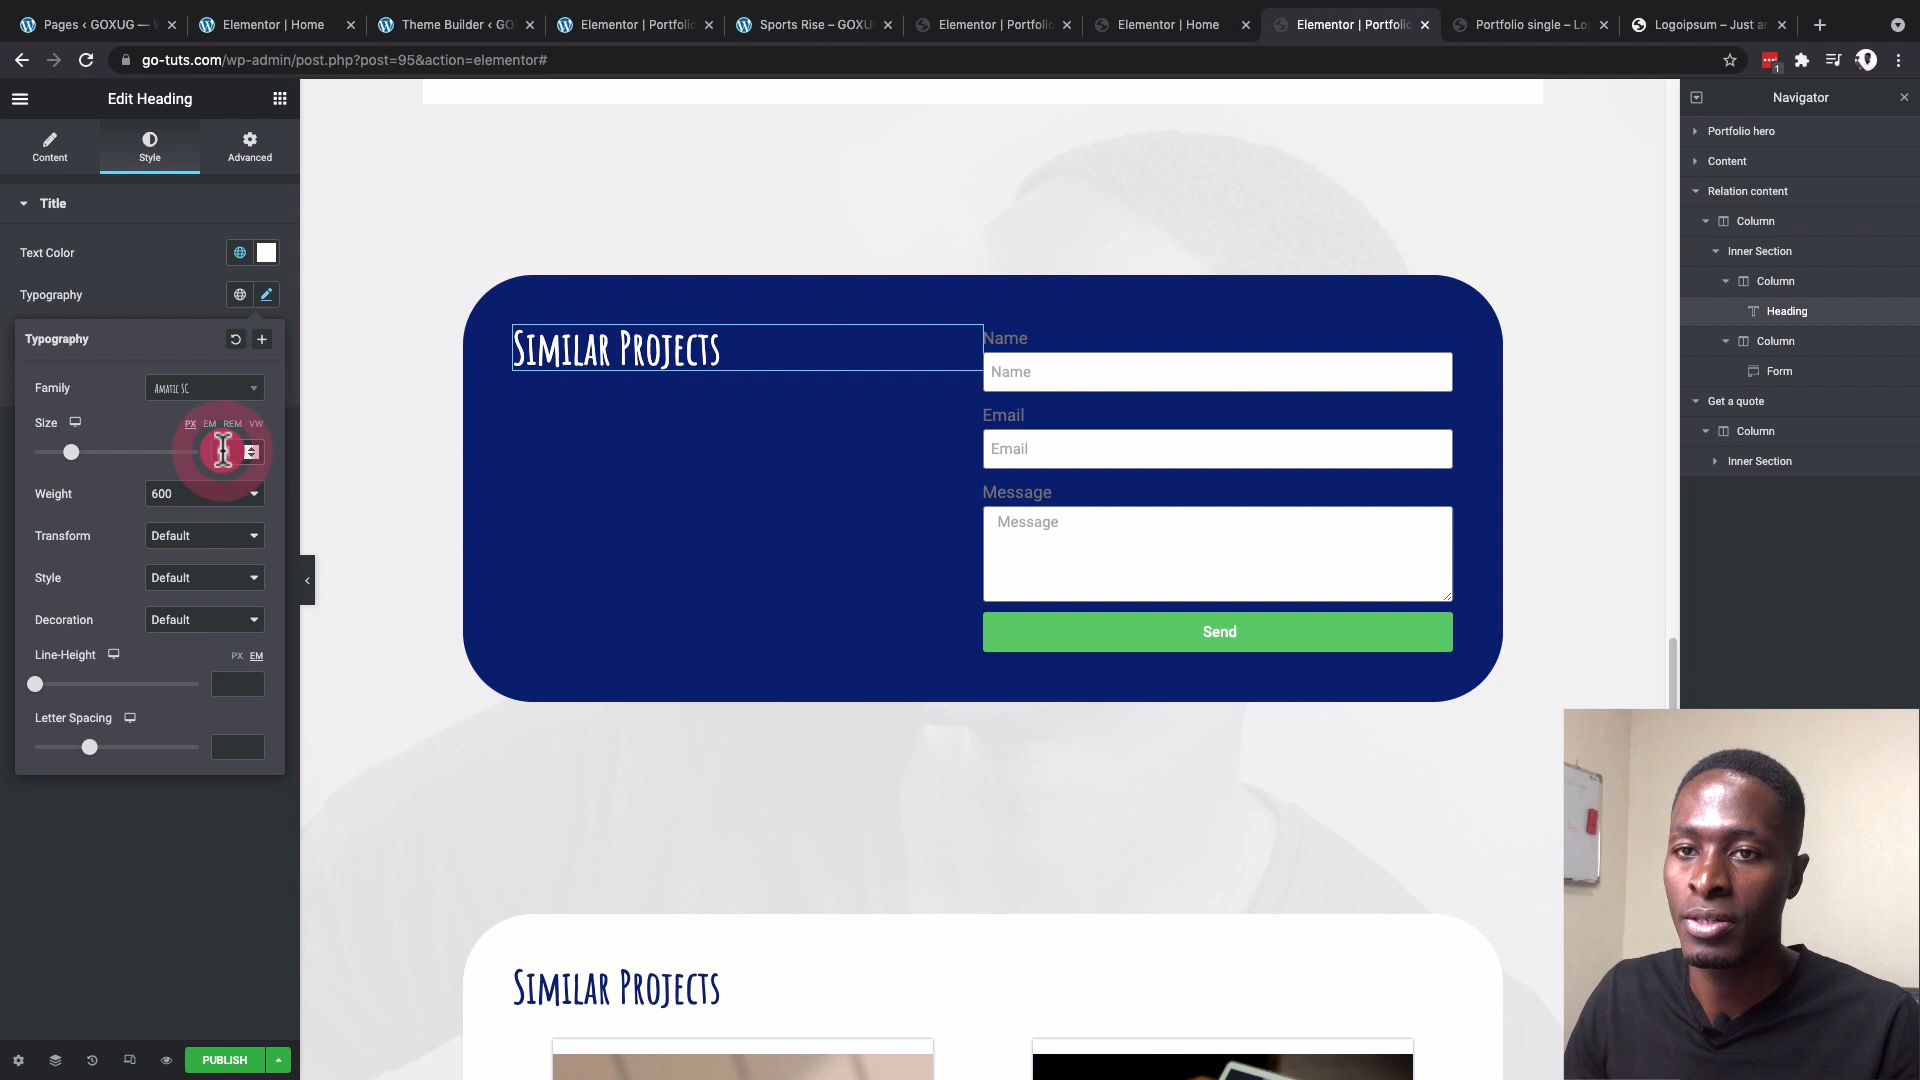 Pages ‹ GOXUG — W
Elementor | Home
Theme Builder ‹ GO
Elementor | Portfolio
Sports Rise – GOXU
Elementor | Portfolio
Elementor | Home
Elementor | Portfolio
Portfolio single – Lo
Logoipsum – Just a
go-tuts.com/wp-admin/post.php?post=95&action=elementor#
1
Edit Heading
Content
Style
Advanced
Title
Text Color
Typography
Typography
Family
Amatic SC
Size
PX EM REM VW
Weight
600
Transform
Default
Style
Default
Decoration
Default
Line-Height
PX EM
Letter Spacing
PUBLISH
Similar Projects
Name
Name
Email
Email
Message
Message
Send
Similar Projects
Navigator
Portfolio hero
Content
Relation content
Column
Inner Section
Column
Heading
Column
Form
Get a quote
Column
Inner Section